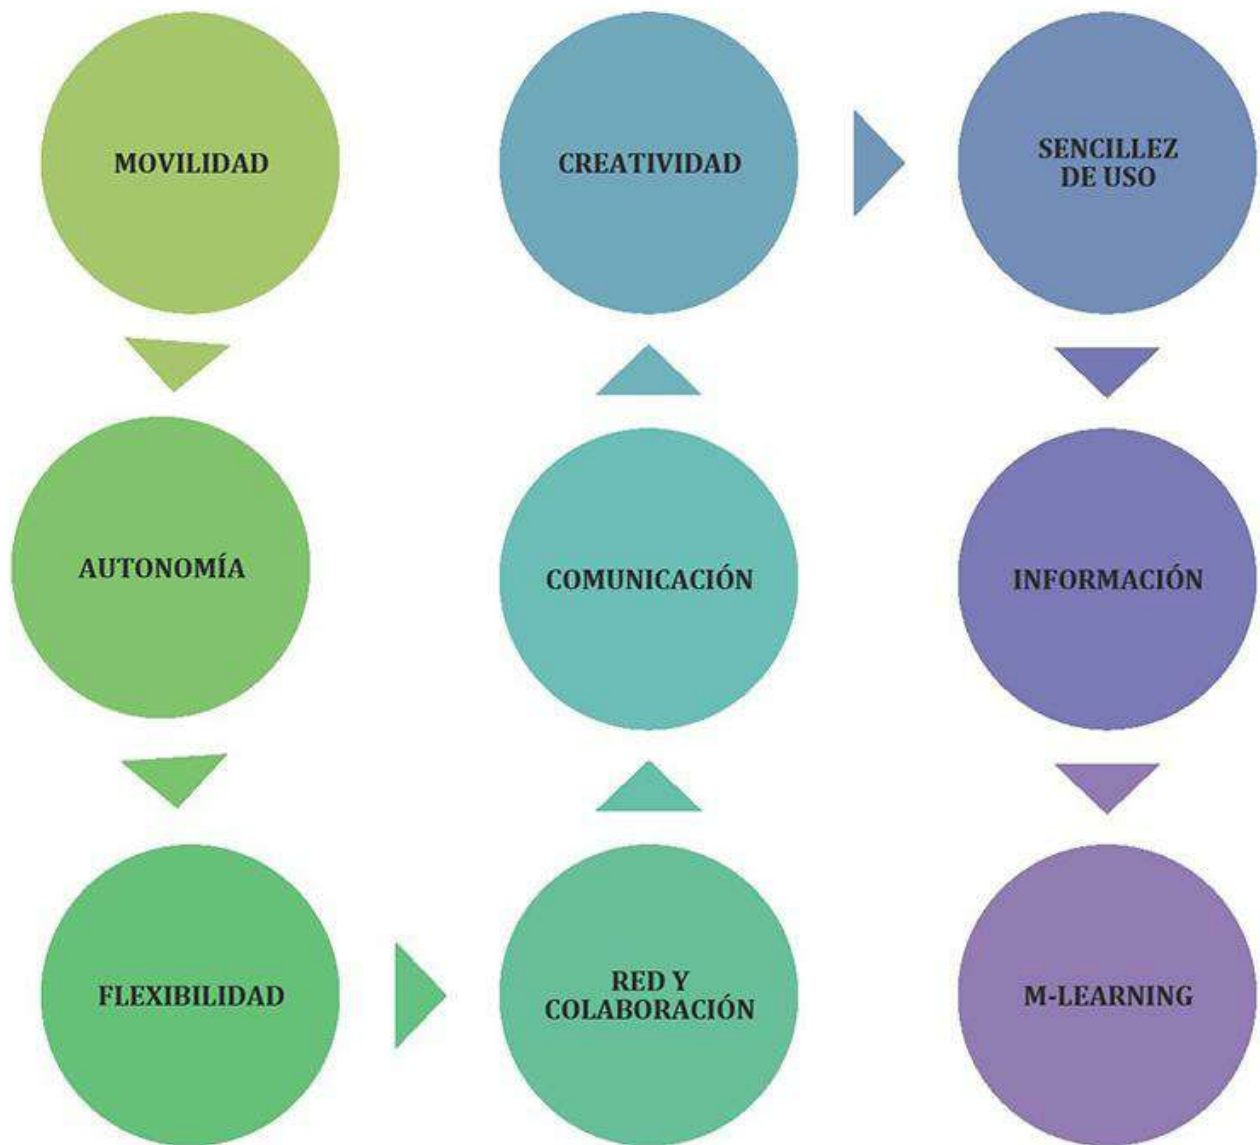 MOVILIDAD
AUTONOMÍA
FLEXIBILIDAD
RED Y
COLABORACIÓN
COMUNICACIÓN
CREATIVIDAD
SENCILLEZ
DE USO
INFORMACIÓN
M-LEARNING